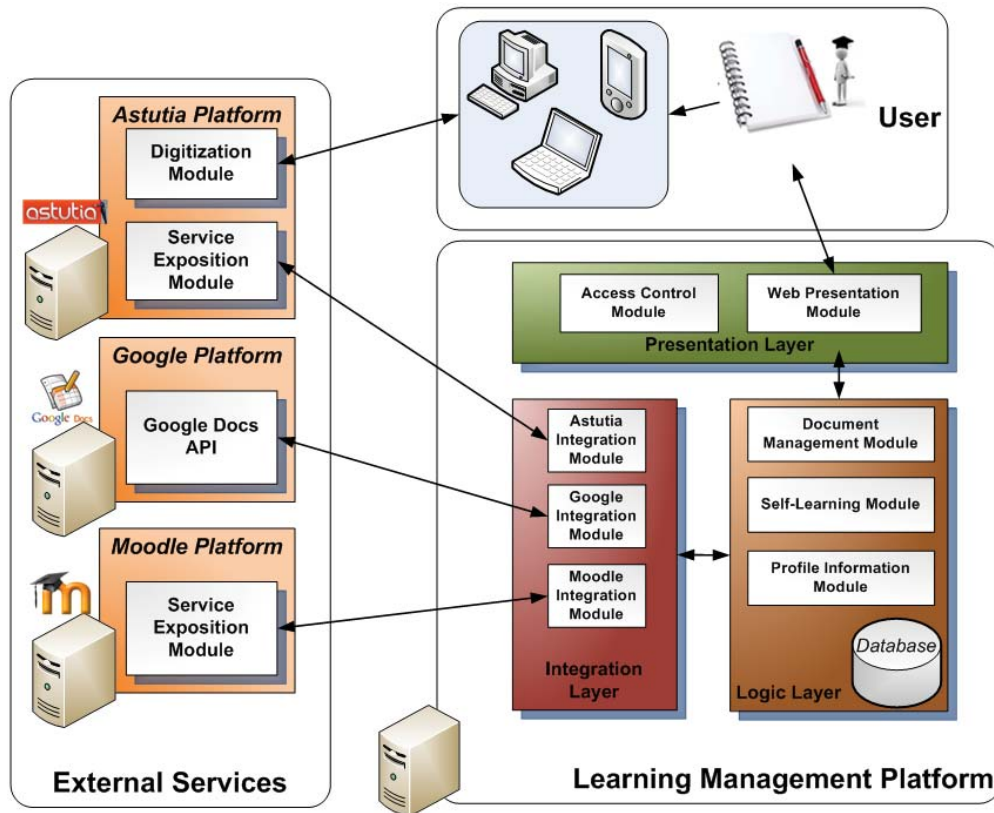 Astutia Platform
Digitization
Module
astutia
Service
Exposition
Module
Google Platform
Google Docs
Google Docs
API
Moodle Platform
m
Service
Exposition
Module
External Services
User
Access Control
Module
Web Presentation
Module
Presentation Layer
Astutia
Integration
Module
Google
Integration
Module
Moodle
Integration
Module
Integration
Layer
Document
Management Module
Self-Learning Module
Profile Information
Module
Database
Logic Layer
Learning Management Platform